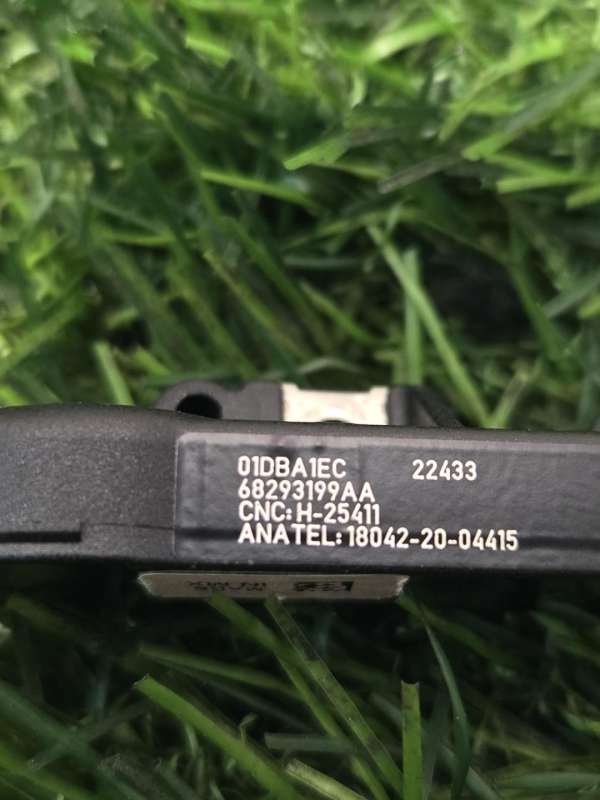 01DBA1EC 22433
68293199AA
CNC:H-25411
ANATEL:18042-20-04415